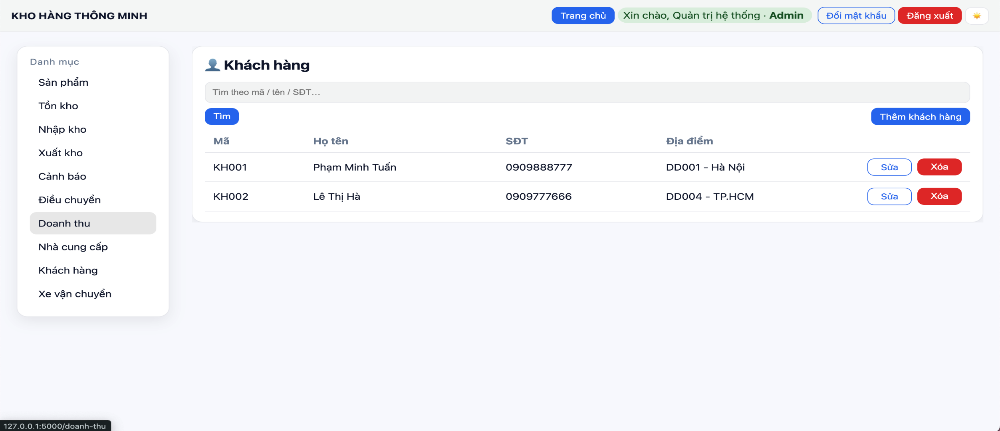 KHO HÀNG THÔNG MINH
Trang chủ
Xin chào, Quản trị hệ thống · Admin
Đổi mật khẩu
Đăng xuất
Danh mục
Sản phẩm
Tồn kho
Nhập kho
Xuất kho
Cảnh báo
Điều chuyển
Doanh thu
Nhà cung cấp
Khách hàng
Xe vận chuyển
Khách hàng
Tìm theo mã / tên / SĐT...
Tìm
Thêm khách hàng
Mã Họ tên SĐT Địa điểm
KH001 Phạm Minh Tuấn 0909888777 DD001 - Hà Nội Sửa Xóa
KH002 Lê Thị Hà 0909777666 DD004 - TP.HCM Sửa Xóa
127.0.0.1:5000/doanh-thu